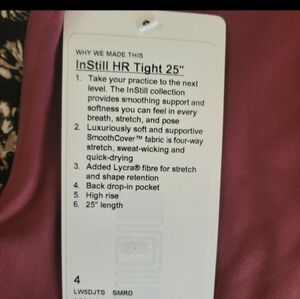 WHY WE MADE THIS
InStill HR Tight 25"
1. Take your practice to the next
level. The InStill collection
provides smoothing support and
softness you can feel in every
breath, stretch, and pose
2. Luxuriously soft and supportive
SmoothCover™ fabric is four-way
stretch, sweat-wicking and
quick-drying
3. Added Lycra® fibre for stretch
and shape retention
4. Back drop-in pocket
5. High rise
6. 25" length
4
LW5DJTS SMRD